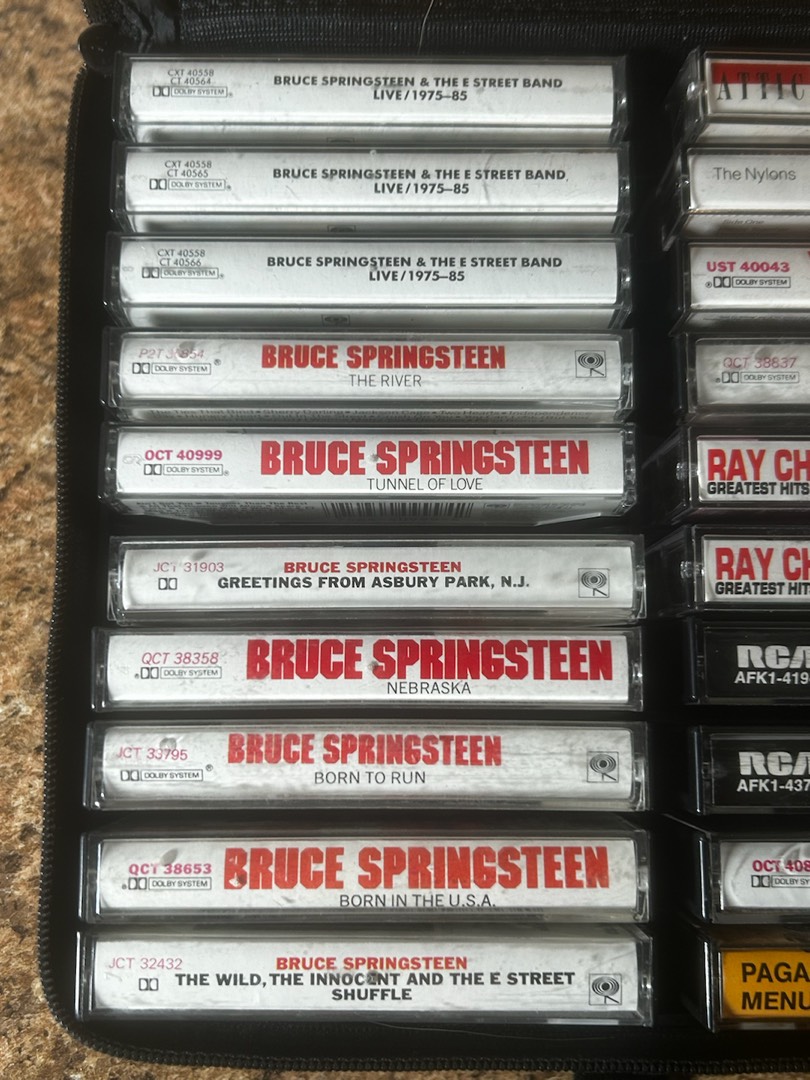 CXT 40558
CT 40564
DOLBY SYSTEM
BRUCE SPRINGSTEEN & THE E STREET BAND
LIVE/1975–85
CXT 40558
CT 40565
DOLBY SYSTEM
BRUCE SPRINGSTEEN & THE E STREET BAND
LIVE/1975–85
CXT 40558
CT 40566
DOLBY SYSTEM
BRUCE SPRINGSTEEN & THE E STREET BAND
LIVE/1975–85
P2T
DOLBY SYSTEM
BRUCE SPRINGSTEEN
THE RIVER
OCT 40999
DOLBY SYSTEM
BRUCE SPRINGSTEEN
TUNNEL OF LOVE
JCT 31903
BRUCE SPRINGSTEEN
GREETINGS FROM ASBURY PARK, N.J.
QCT 38358
DOLBY SYSTEM
BRUCE SPRINGSTEEN
NEBRASKA
JCT 33795
DOLBY SYSTEM
BRUCE SPRINGSTEEN
BORN TO RUN
QCT 38653
DOLBY SYSTEM
BRUCE SPRINGSTEEN
BORN IN THE U.S.A.
JCT 32432
BRUCE SPRINGSTEEN
THE WILD, THE INNOCENT AND THE E STREET
SHUFFLE
ATTIC
The Nylons
UST 40043
DOLBY SYSTEM
QCT 38837
DOLBY SYSTEM
RAY CH
GREATEST HITS
RAY CH
GREATEST HIT
RCA
AFK1-419
RCA
AFK1-437
OCT 408
DOLBY SY
PAGA
MENU